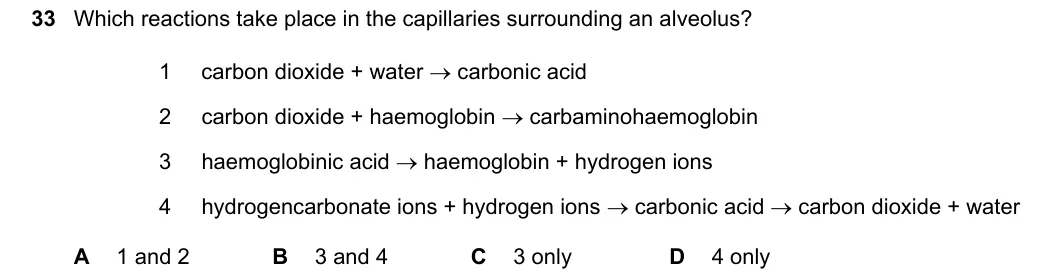 33 Which reactions take place in the capillaries surrounding an alveolus?
1 carbon dioxide + water → carbonic acid
2 carbon dioxide + haemoglobin → carbaminohaemoglobin
3 haemoglobinic acid → haemoglobin + hydrogen ions
4 hydrogencarbonate ions + hydrogen ions → carbonic acid → carbon dioxide + water
A 1 and 2 B 3 and 4 C 3 only D 4 only